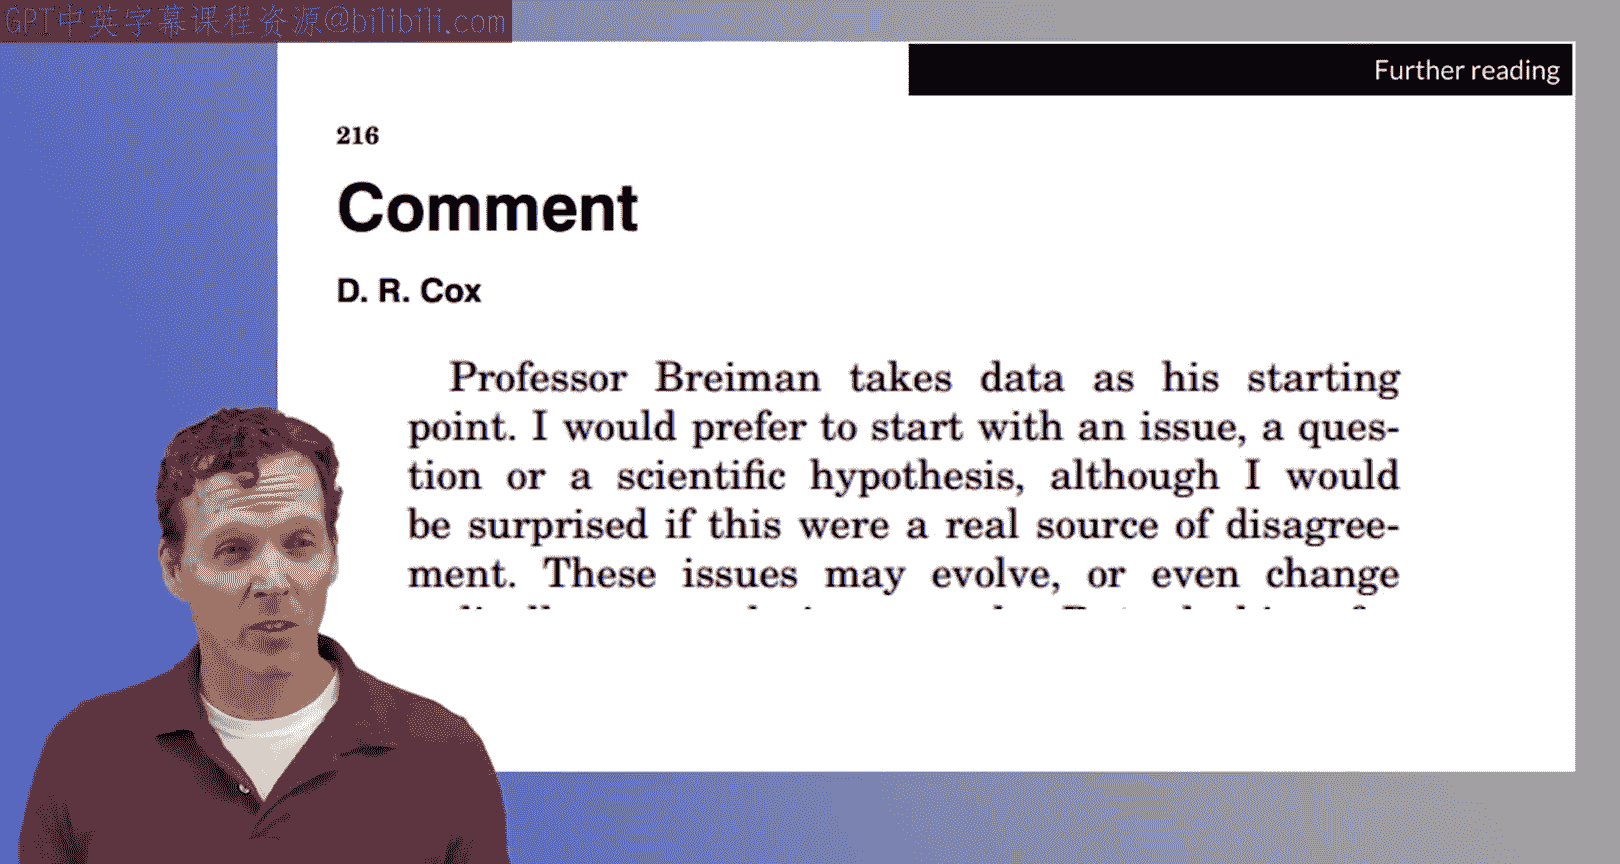 GPT中英字幕课程资源@bilibili.com
Further reading
216
Comment
D. R. Cox
Professor Breiman takes data as his starting
point. I would prefer to start with an issue, a ques-
tion or a scientific hypothesis, although I would
be surprised if this were a real source of disagree-
ment. These issues may evolve, or even change